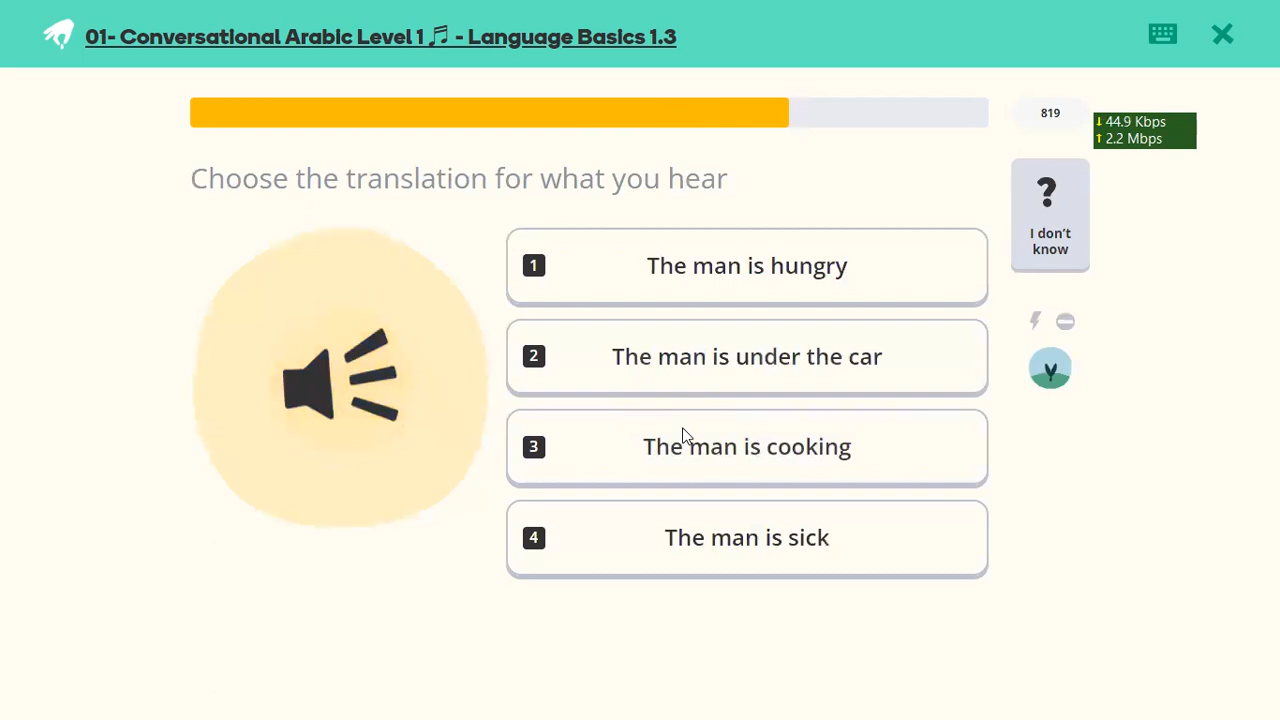 01- Conversational Arabic Level 1 🎵 - Language Basics 1.3
819
↓ 44.9 Kbps
↑ 2.2 Mbps
Choose the translation for what you hear
?
I don't
know
1 The man is hungry
2 The man is under the car
3 The man is cooking
4 The man is sick